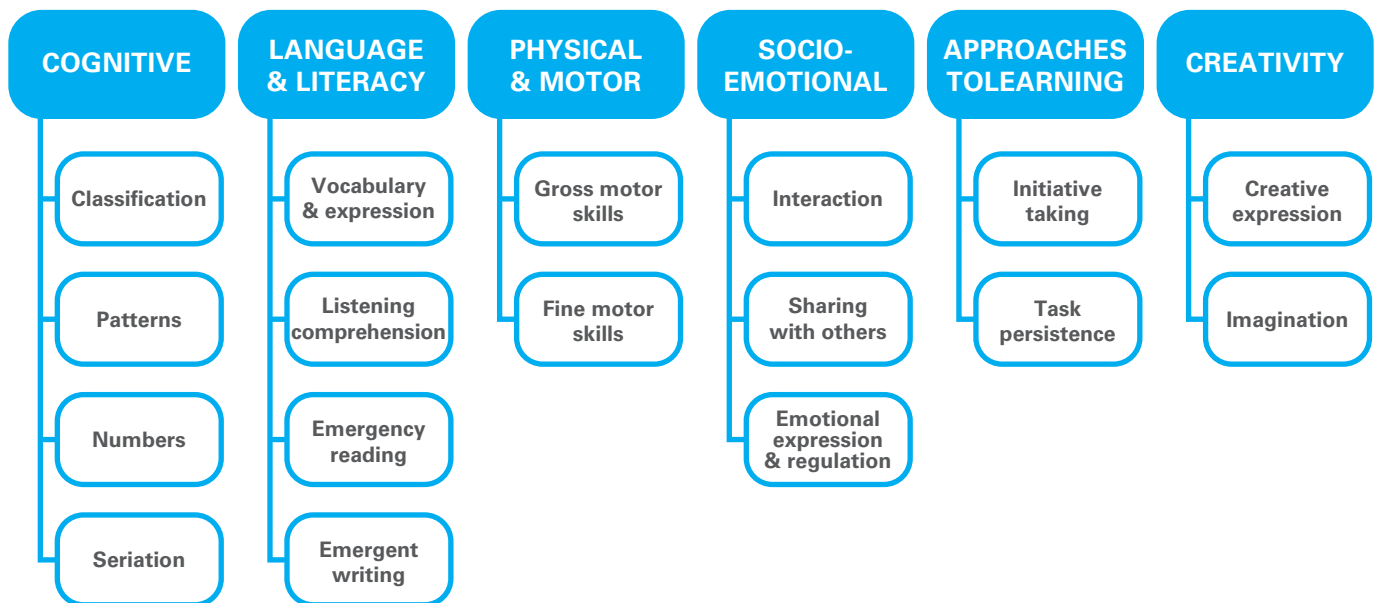 COGNITIVE
Classification
Patterns
Numbers
Seriation
LANGUAGE
& LITERACY
Vocabulary
& expression
Listening
comprehension
Emergency
reading
Emergent
writing
PHYSICAL
& MOTOR
Gross motor
skills
Fine motor
skills
SOCIO-
EMOTIONAL
Interaction
Sharing
with others
Emotional
expression
& regulation
APPROACHES
TOLEARNING
Initiative
taking
Task
persistence
CREATIVITY
Creative
expression
Imagination